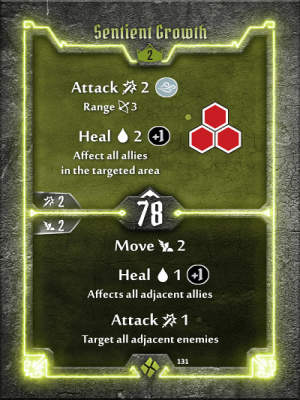 Sentient Growth
2
Attack 2
Range 3
Heal 2 +1
Affect all allies
in the targeted area
2
2
78
Move 2
Heal 1 +1
Affects all adjacent allies
Attack 1
Target all adjacent enemies
131